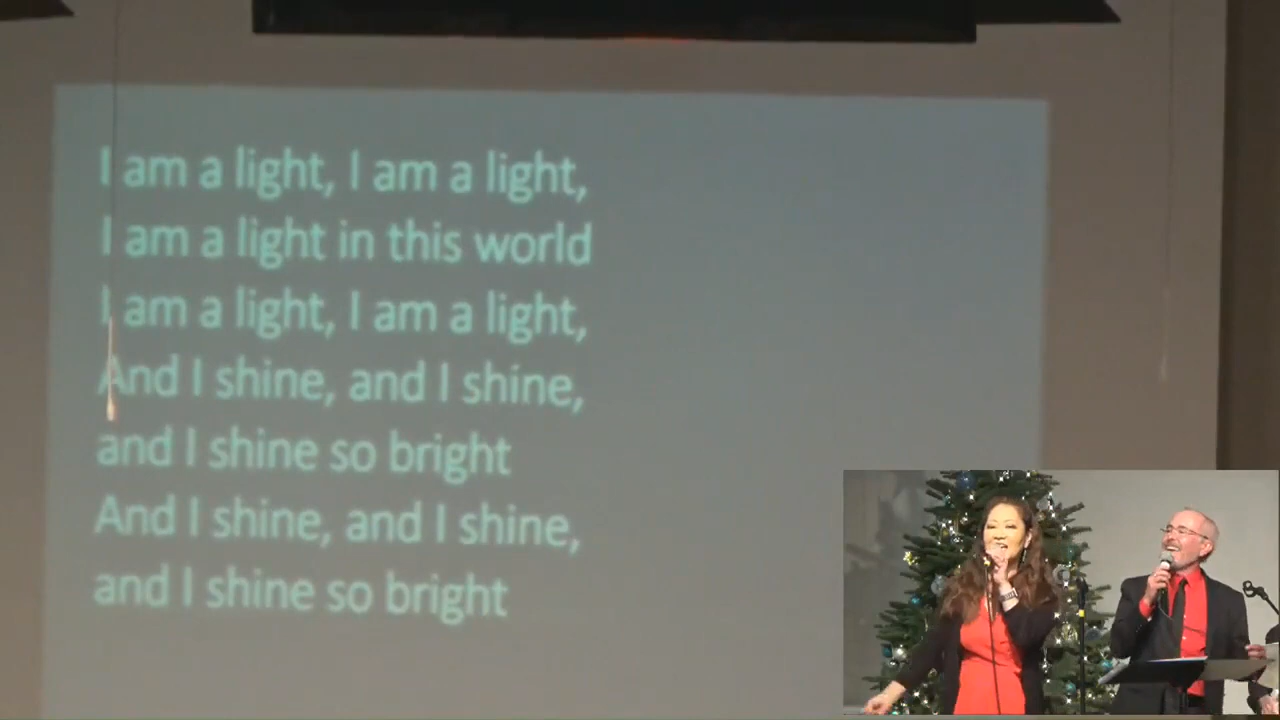 I am a light, I am a light,
I am a light in this world
I am a light, I am a light,
And I shine, and I shine,
and I shine so bright
And I shine, and I shine,
and I shine so bright